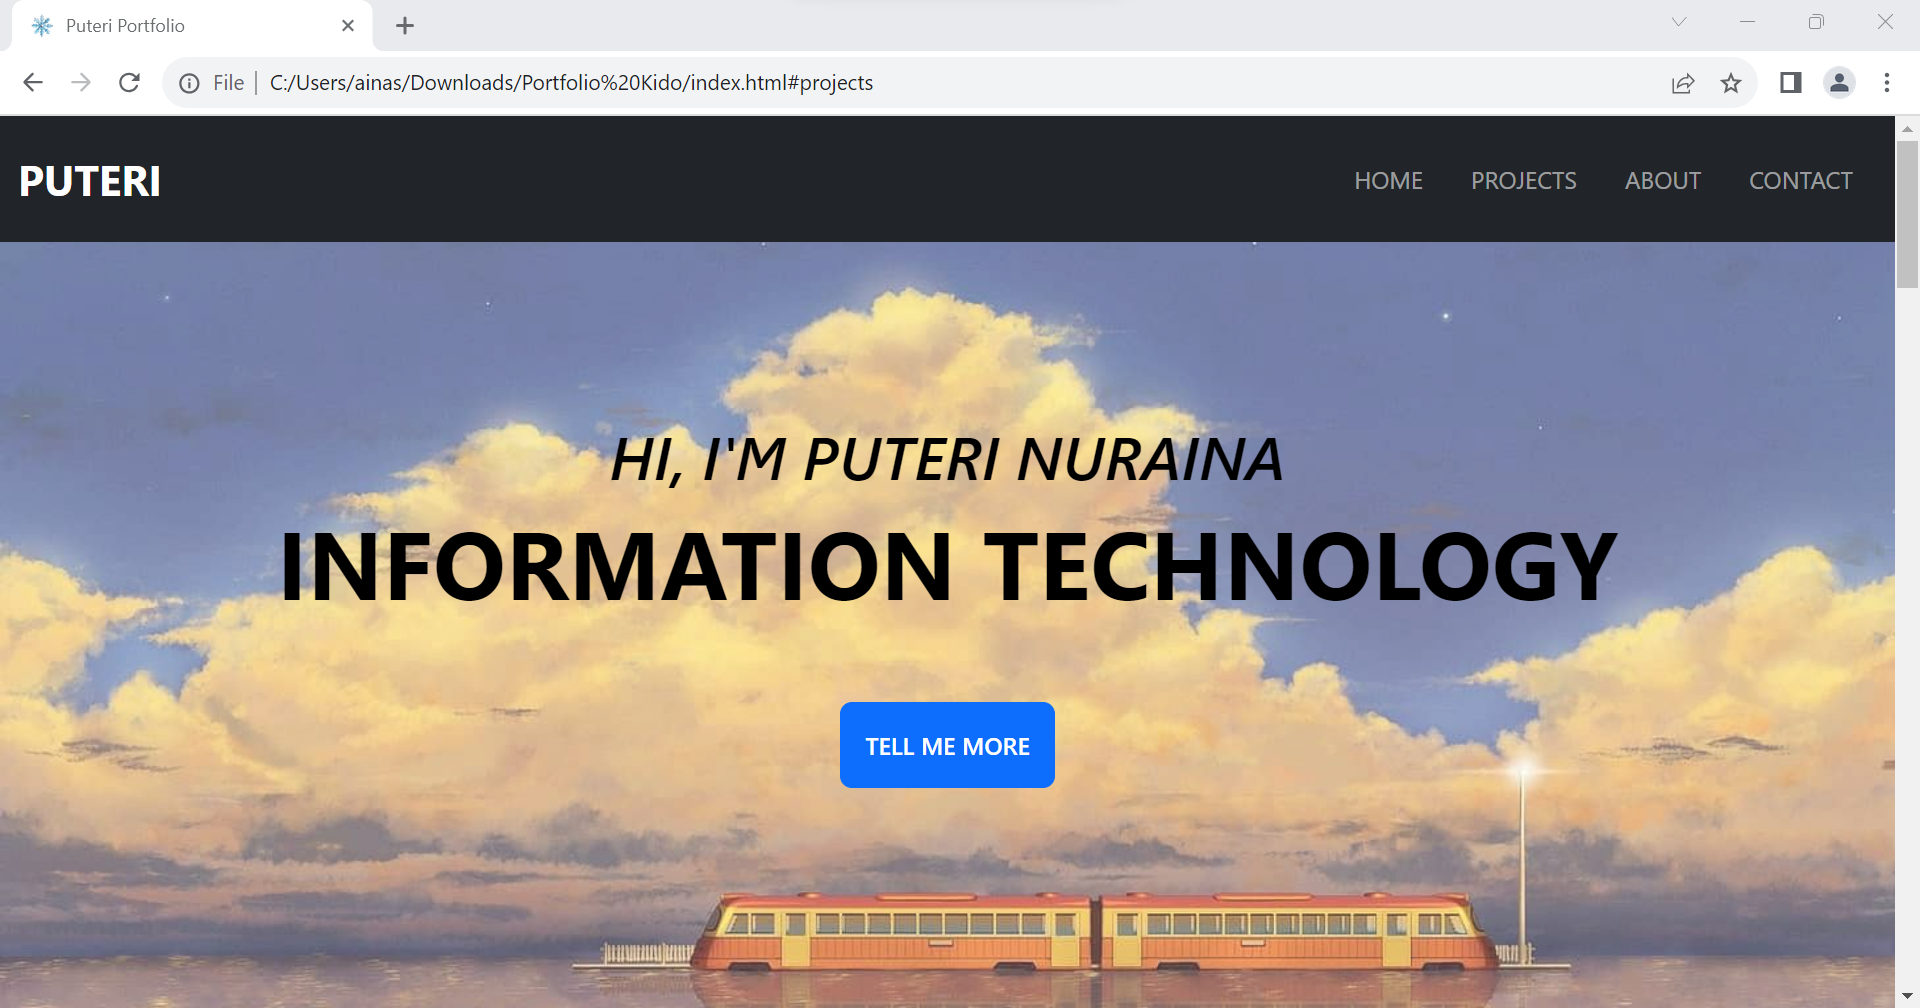 Puteri Portfolio
File C:/Users/ainas/Downloads/Portfolio%20Kido/index.html#projects
PUTERI HOME PROJECTS ABOUT CONTACT
HI, I'M PUTERI NURAINA
INFORMATION TECHNOLOGY
TELL ME MORE